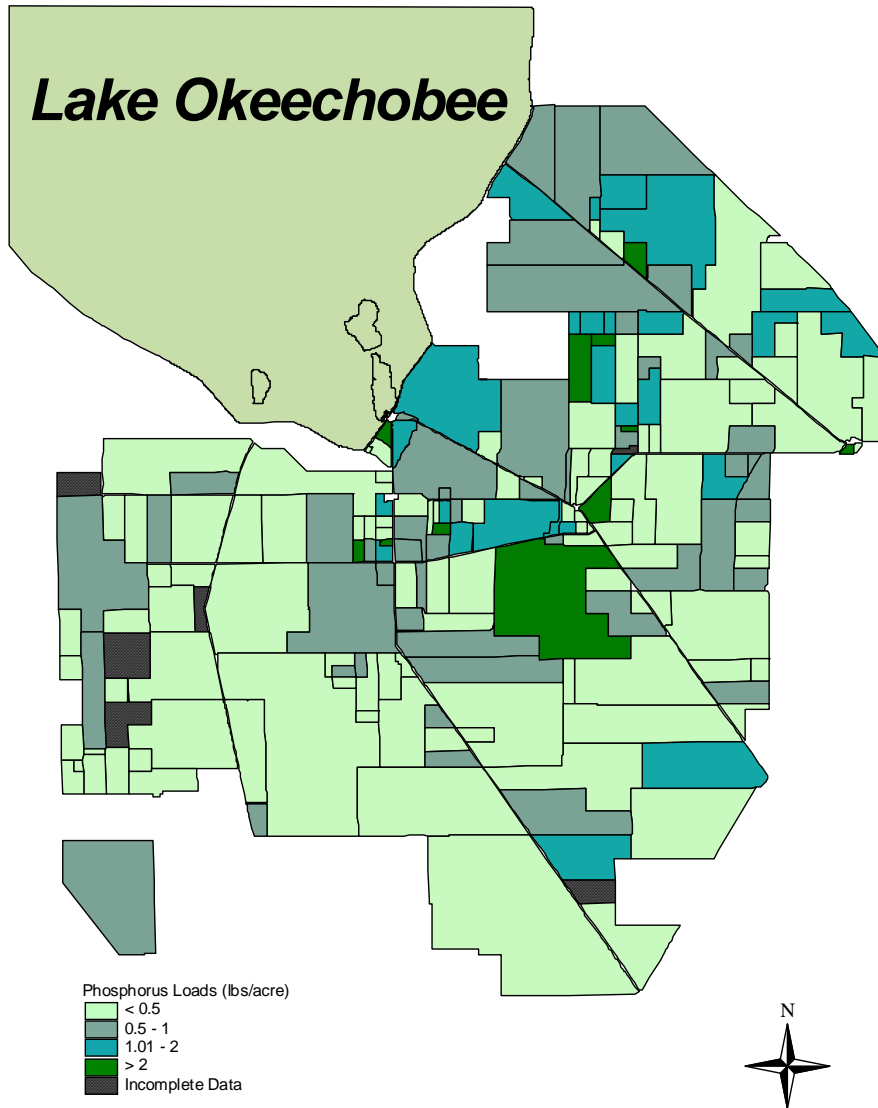 Lake Okeechobee
Phosphorus Loads (lbs/acre)
< 0.5
0.5 - 1
1.01 - 2
> 2
Incomplete Data
N